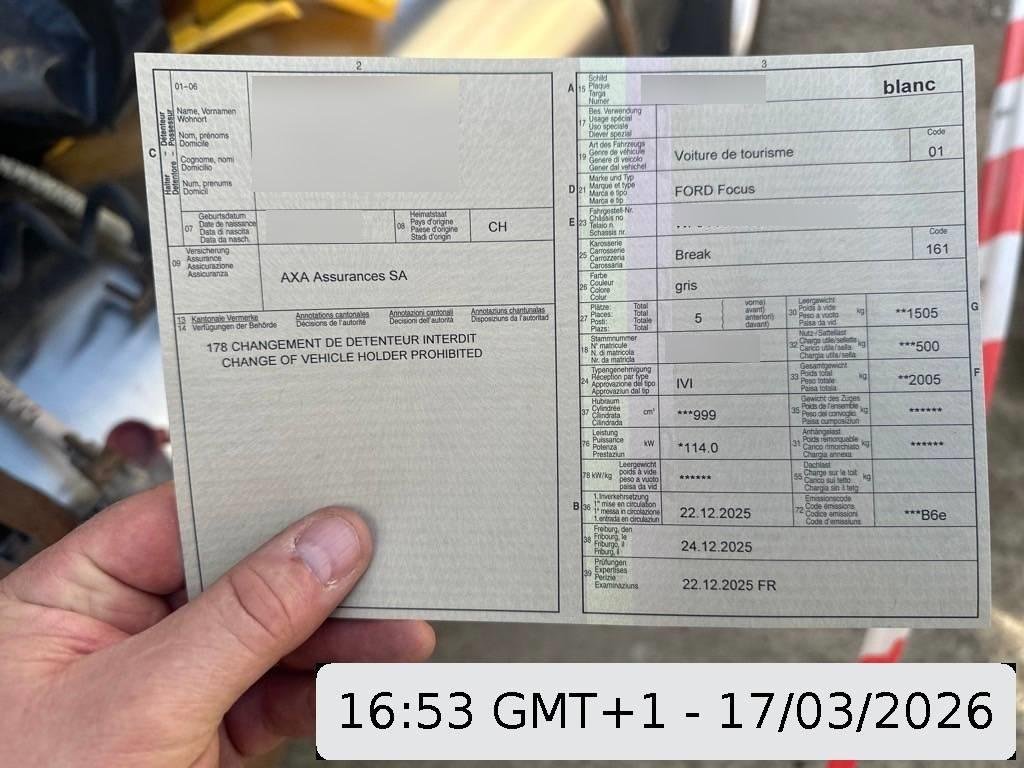 2
01-06
Name, Vornamen
Wohnort
Nom, prénoms
Domicile
Cognome, nomi
Domicilio
Num, prenums
Domicil
C
Halter - Détenteur
Detentore - Possessur
07
Geburtsdatum
Date de naissance
Data di nascita
Data da nasch.
08
Heimatstaat
Pays d'origine
Paese d'origine
Stadi d'origin
CH
09
Versicherung
Assurance
Assicurazione
Assicuranza
AXA Assurances SA
13 Kantonale Vermerke Annotations cantonales Annotazioni cantonali Annotaziuns chantunalas
14 Verfügungen der Behörde Décisions de l'autorité Decisioni dell'autorità Disposiziuns da l'autoritad
178 CHANGEMENT DE DETENTEUR INTERDIT
CHANGE OF VEHICLE HOLDER PROHIBITED
3
A 15
Schild
Plaque
Targa
Numer
blanc
17
Bes. Verwendung
Usage spécial
Uso speciale
Diever spezial
19
Art des Fahrzeugs
Genre de véhicule
Genere di veicolo
Gener dal vehichel
Voiture de tourisme
Code
01
D 21
Marke und Typ
Marque et type
Marca e tipo
Marca e tip
FORD Focus
E 23
Fahrgestell-Nr.
Châssis no
Telaio n.
Schassis nr.
25
Karosserie
Carrosserie
Carrozzeria
Carossaria
Break
Code
161
26
Farbe
Couleur
Colore
Colur
gris
27
Plätze: Total
Places: Total
Posti: Totale
Plazs: Total
5
vorne)
avant)
anteriori)
davant)
30
Leergewicht
Poids à vide
Peso a vuoto
Paisa da vid
kg
**1505
G
18
Stammnummer
N° matricule
N. di matricola
Nr. da matricla
32
Nutz-/Sattellast
Charge utile/sellette
Carico utile/sella
Chargia utila/sella
kg
***500
24
Typengenehmigung
Réception par type
Approvazione del tipo
Approvaziun dal tip
IVI
33
Gesamtgewicht
Poids total
Peso totale
Paisa totala
kg
**2005
F
37
Hubraum
Cylindrée
Cilindrata
Cilindrada
cm³
***999
35
Gewicht des Zuges
Poids de l'ensemble
Peso del convoglio
Paisa cumposiziun
kg
******
76
Leistung
Puissance
Potenza
Prestaziun
kW
*114.0
31
Anhängelast
Poids remorquable
Carico rimorchiato
Chargia annexa
kg
******
78 kW/kg
Leergewicht
poids à vide
peso a vuoto
paisa da vid
******
55
Dachlast
Charge sur le toit
Carico sul tetto
Chargia sin il tetg
kg
******
B 36
1. Inverkehrsetzung
1re mise en circulation
1a messa in circolazione
1. entrada en circulaziun
22.12.2025
72
Emissionscode
Code émissions
Codice emissioni
Code d'emissiuns
***B6e
38
Freiburg, den
Fribourg, le
Friburgo, il
Friburg, il
24.12.2025
39
Prüfungen
Expertises
Perizie
Examinaziuns
22.12.2025 FR
16:53 GMT+1 - 17/03/2026